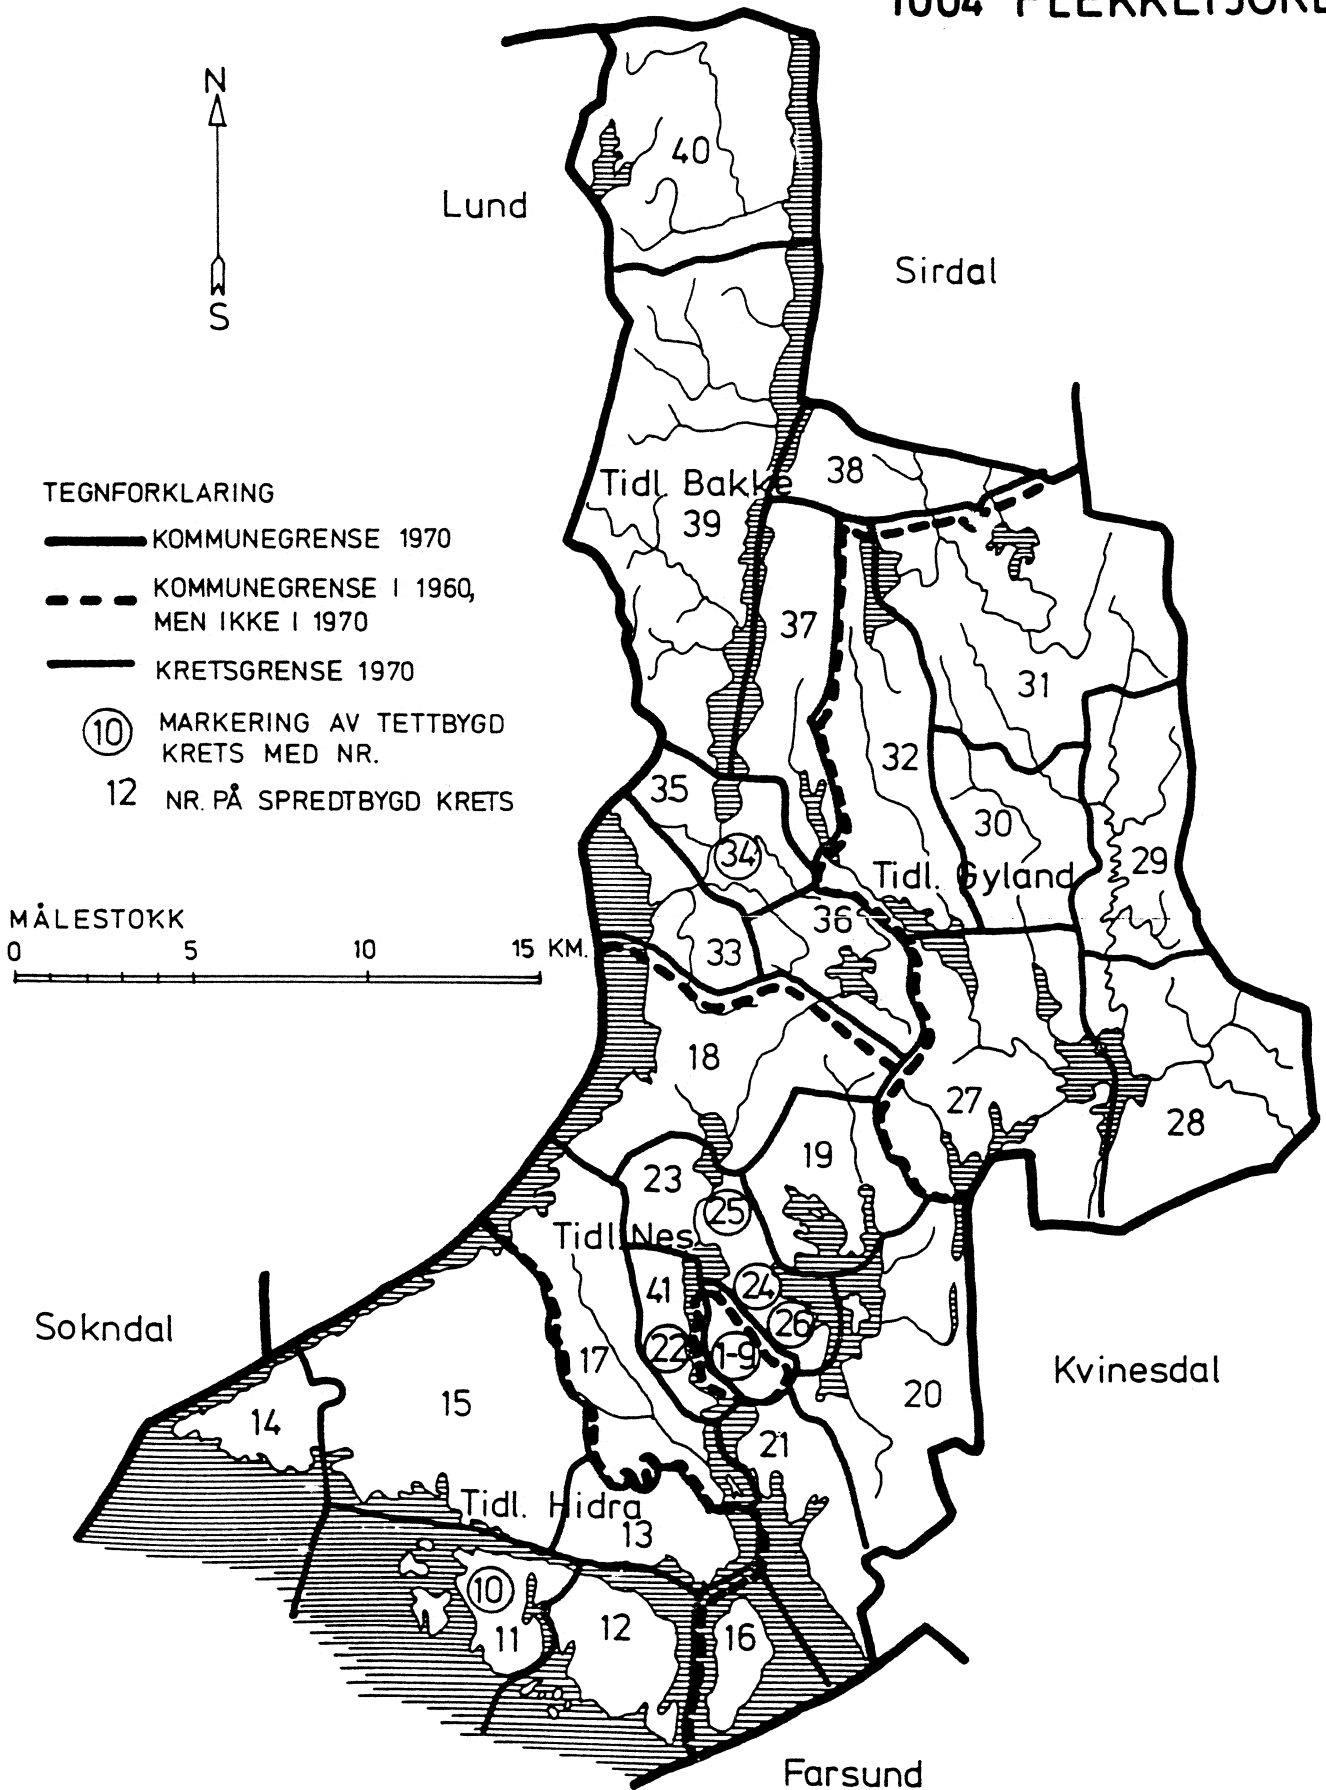 1004 FLEKKEFJORD
N
S
Lund
Sirdal
40
38
Tidl. Bakke
39
TEGNFORKLARING
KOMMUNEGRENSE 1970
KOMMUNEGRENSE I 1960,
MEN IKKE I 1970
KRETSGRENSE 1970
10 MARKERING AV TETTBYGD
KRETS MED NR.
12 NR. PÅ SPREDTBYGD KRETS
37
31
32
35
30
34
29
Tidl. Gyland
MÅLESTOKK
0 5 10 15 KM.
36
33
18
27
28
19
23
25
Tidl. Nes
24
41
26
22
1-9
17
Sokndal
Kvinesdal
15
20
14
21
Tidl. Hidra
13
10
11
12
16
Farsund